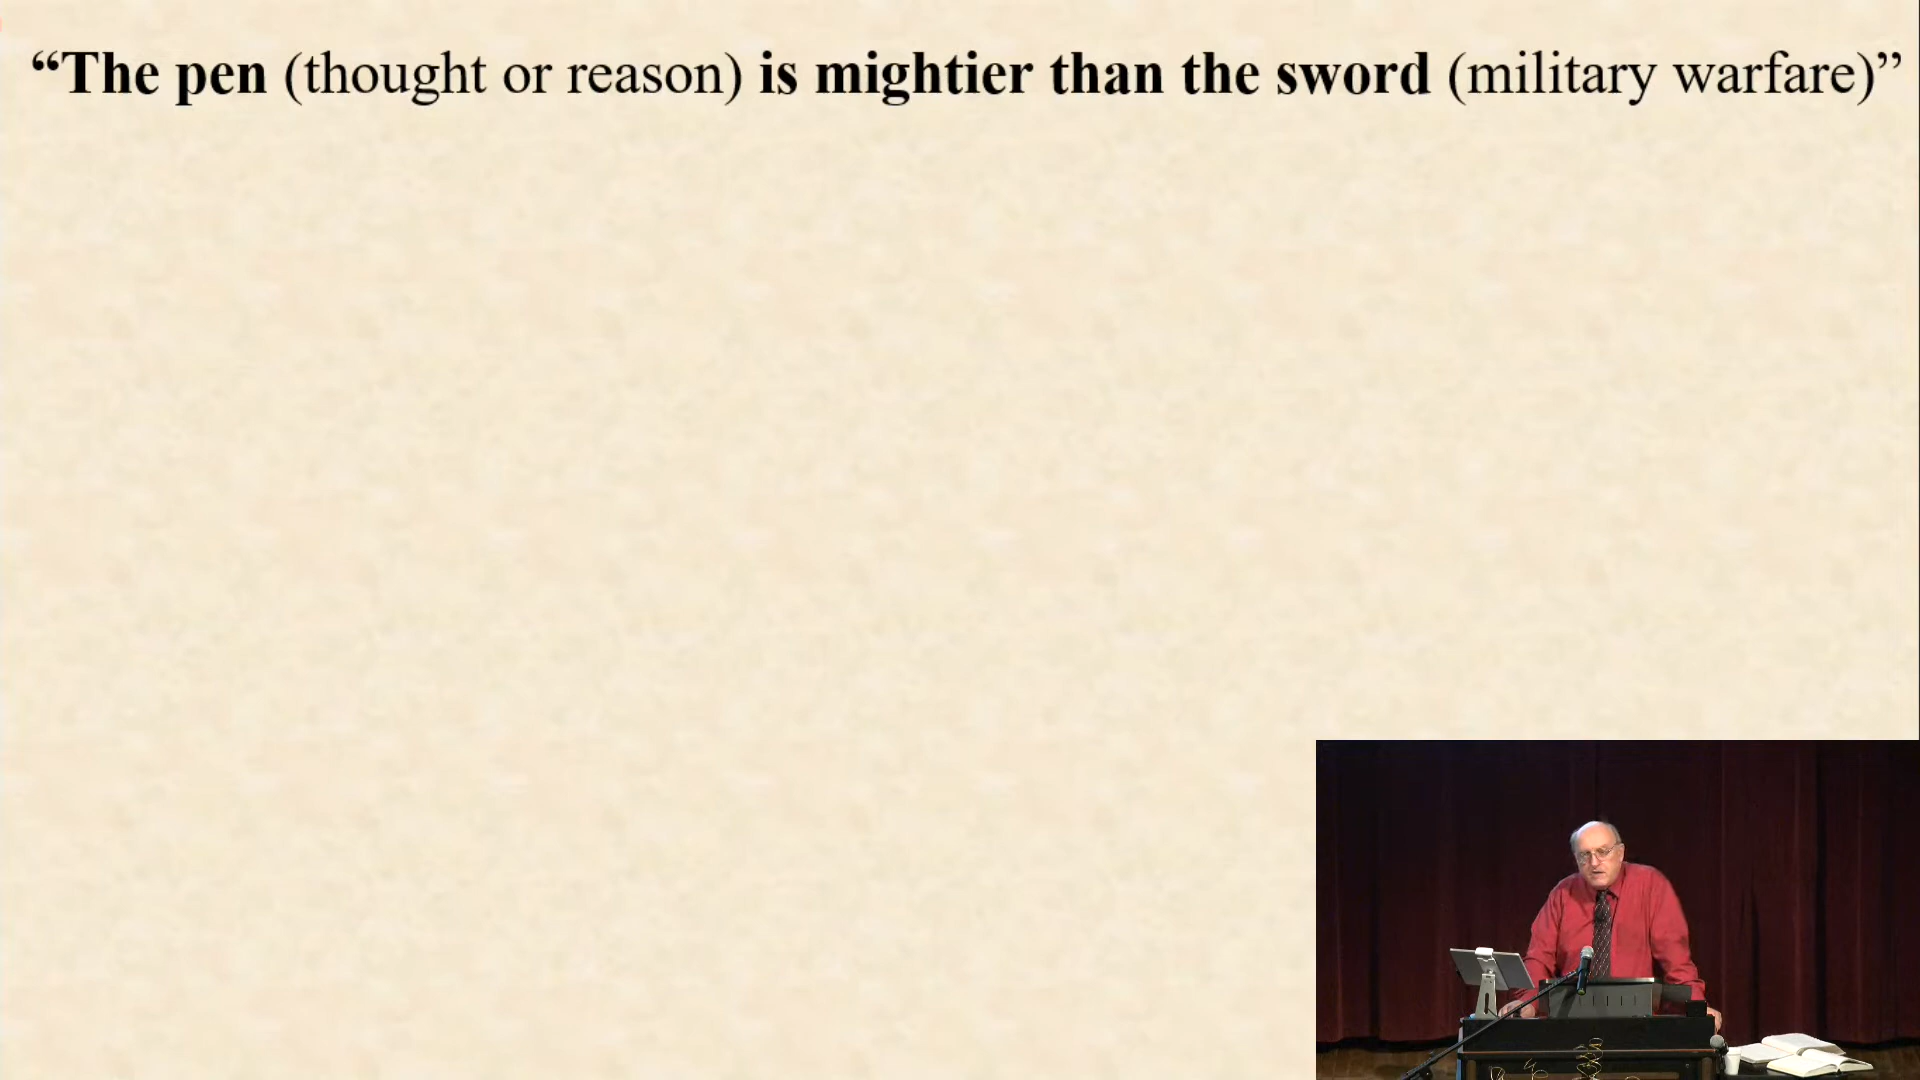 “The pen (thought or reason) is mightier than the sword (military warfare)”